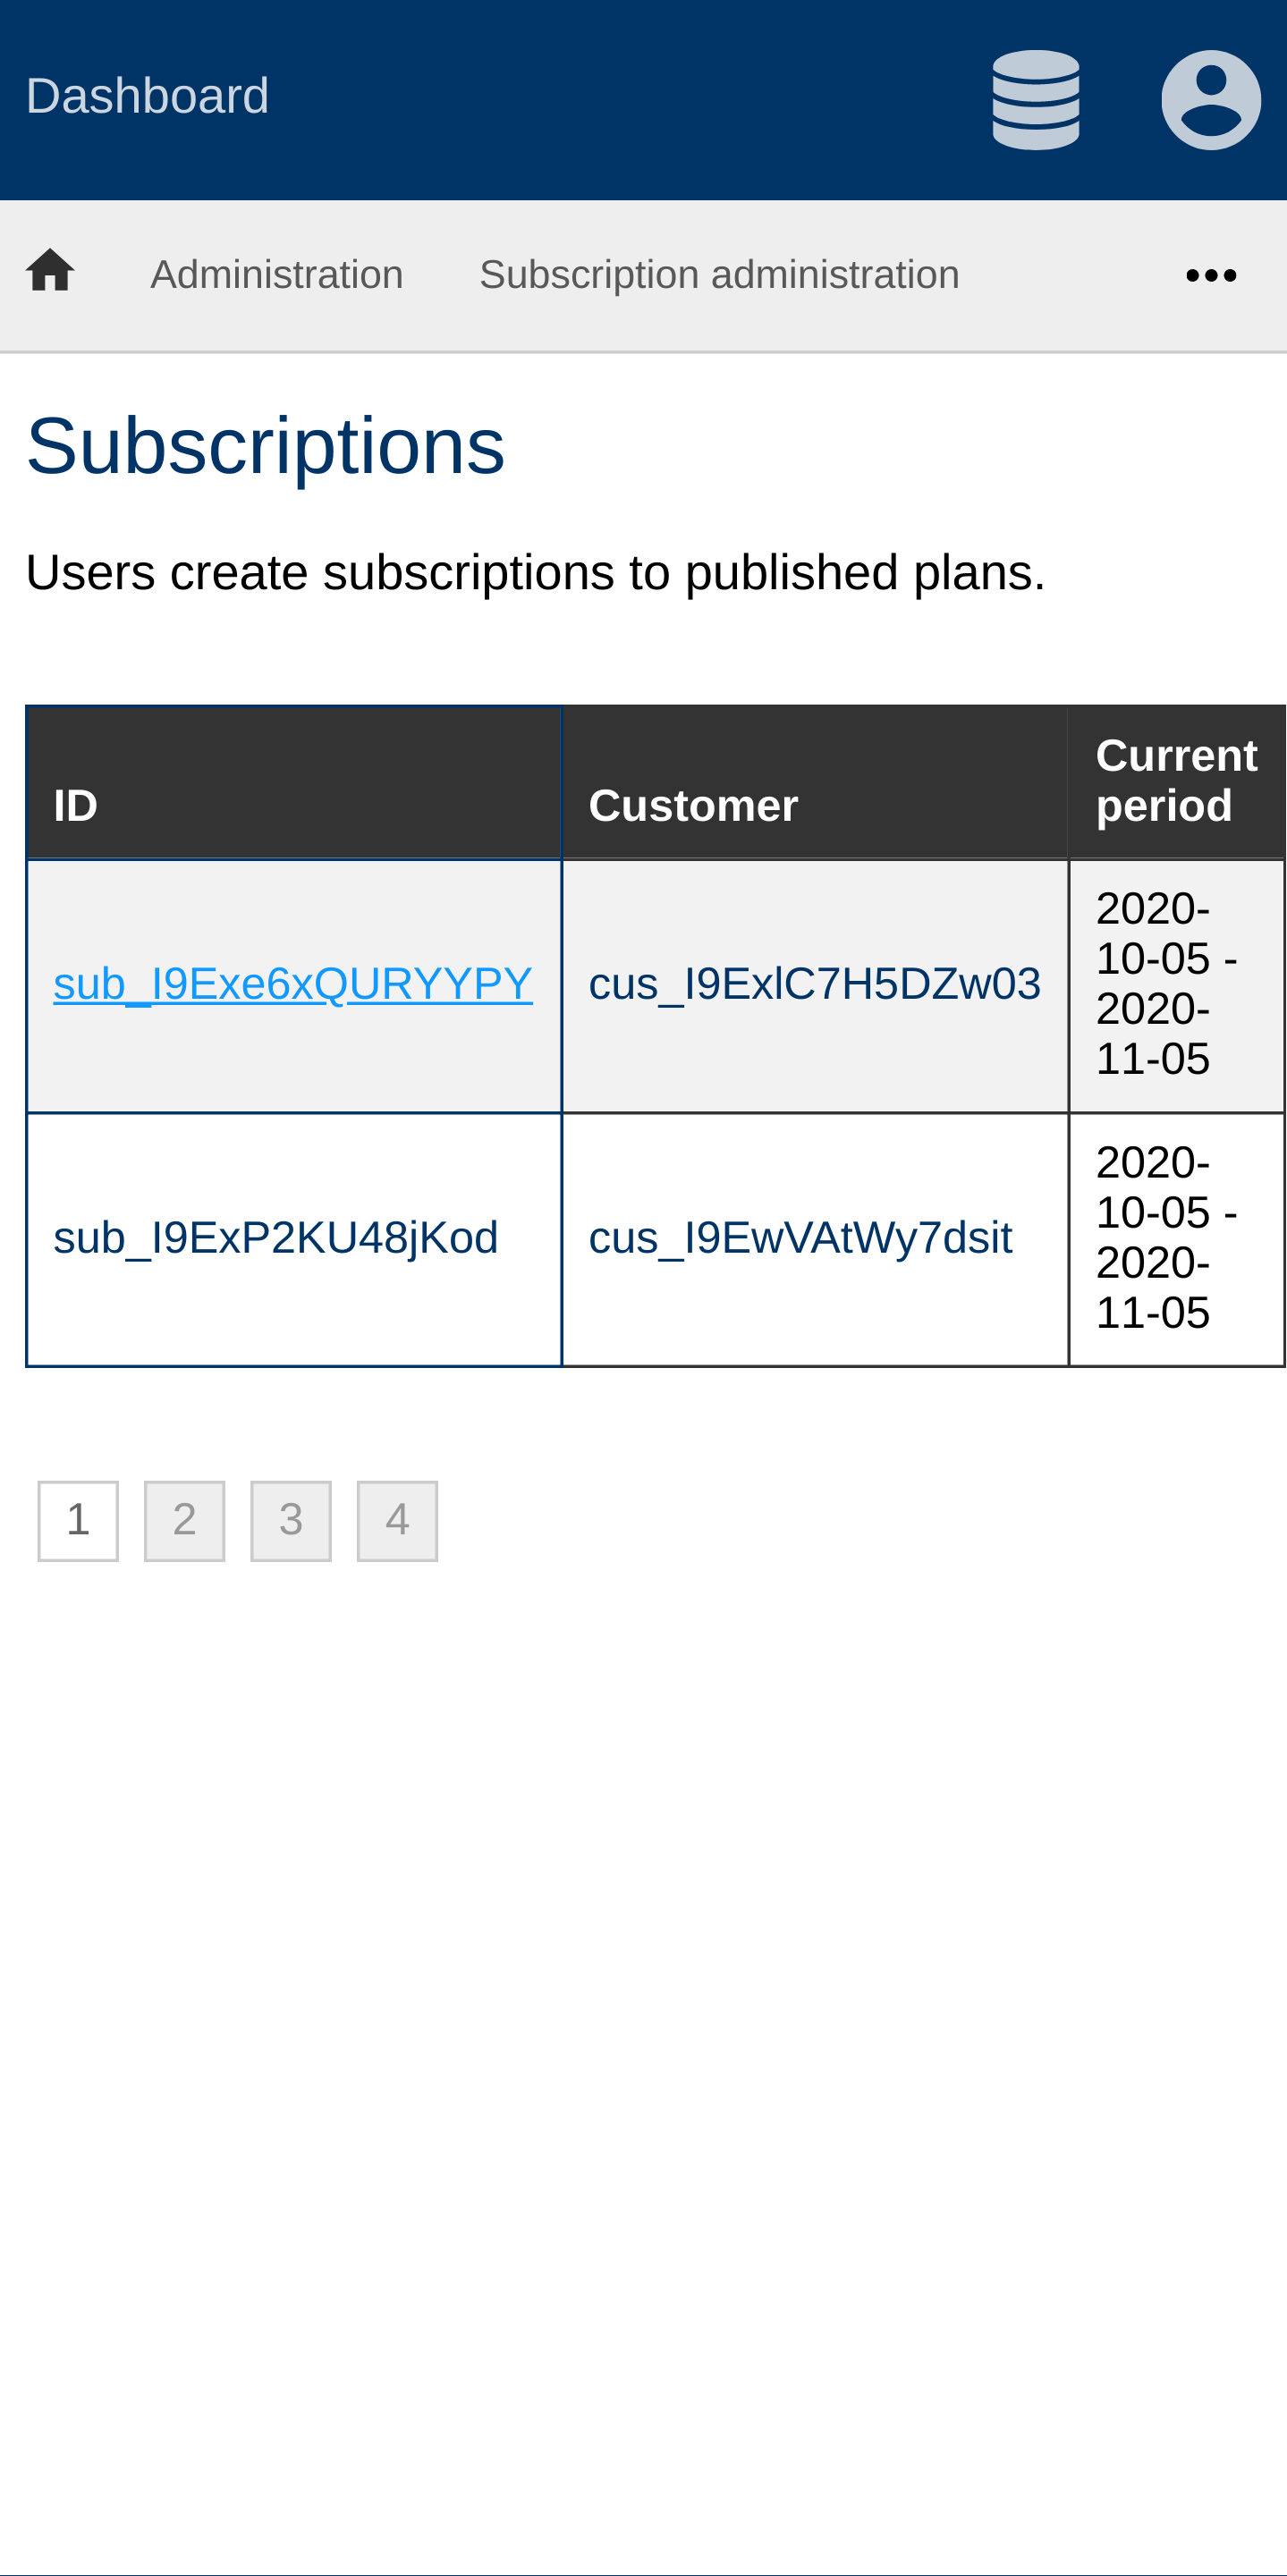 Dashboard
Administration Subscription administration
Subscriptions
Users create subscriptions to published plans.
ID Customer Current
period
sub_I9Exe6xQURYYPY cus_I9ExlC7H5DZw03 2020-
10-05 -
2020-
11-05
sub_I9ExP2KU48jKod cus_I9EwVAtWy7dsit 2020-
10-05 -
2020-
11-05
1 2 3 4